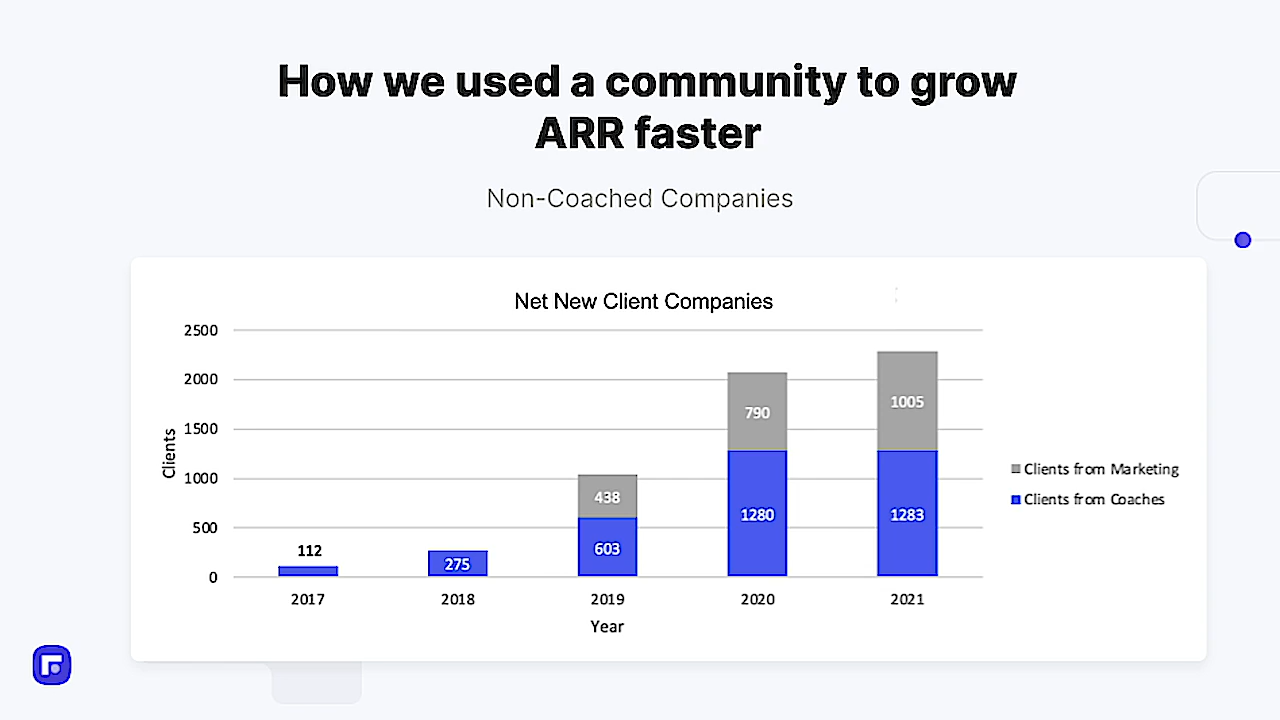 How we used a community to grow
ARR faster
Non-Coached Companies
Net New Client Companies
2500
2000
1500
1000
500
0
Clients
112
275
438
603
790
1280
1005
1283
2017 2018 2019 2020 2021
Year
Clients from Marketing
Clients from Coaches